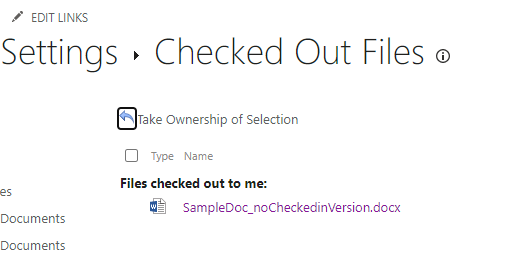 EDIT LINKS
Settings ▸ Checked Out Files
Take Ownership of Selection
Type Name
Files checked out to me:
es
SampleDoc_noCheckedinVersion.docx
Documents
Documents